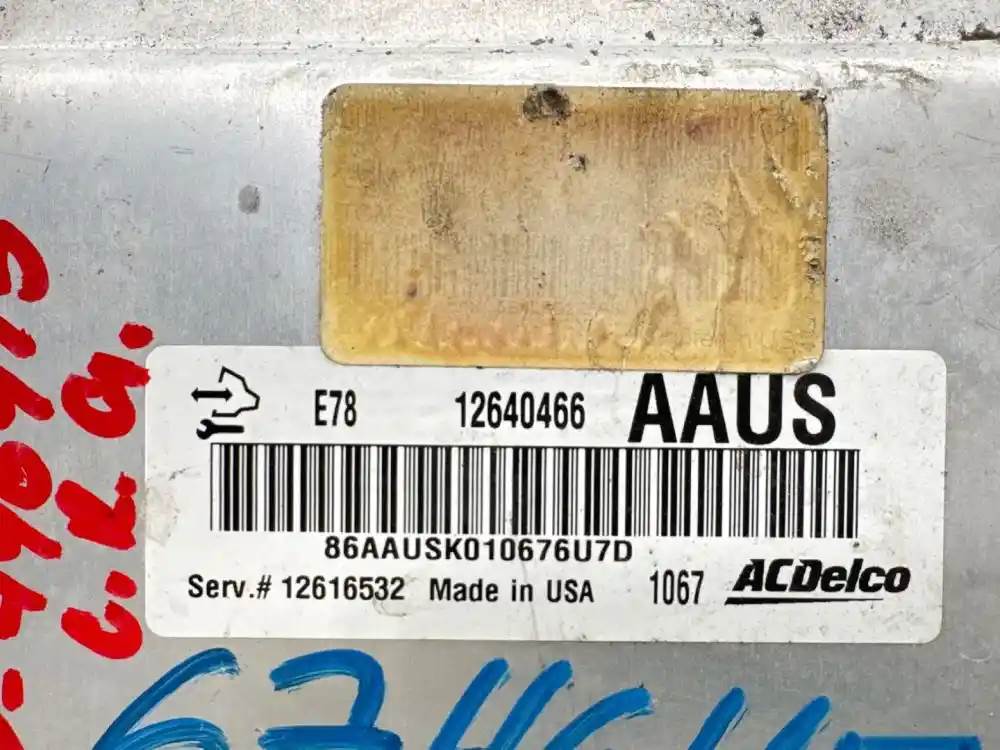 E78 12640466 AAUS
86AAUSK010676U7D
Serv.# 12616532 Made in USA 1067 ACDelco